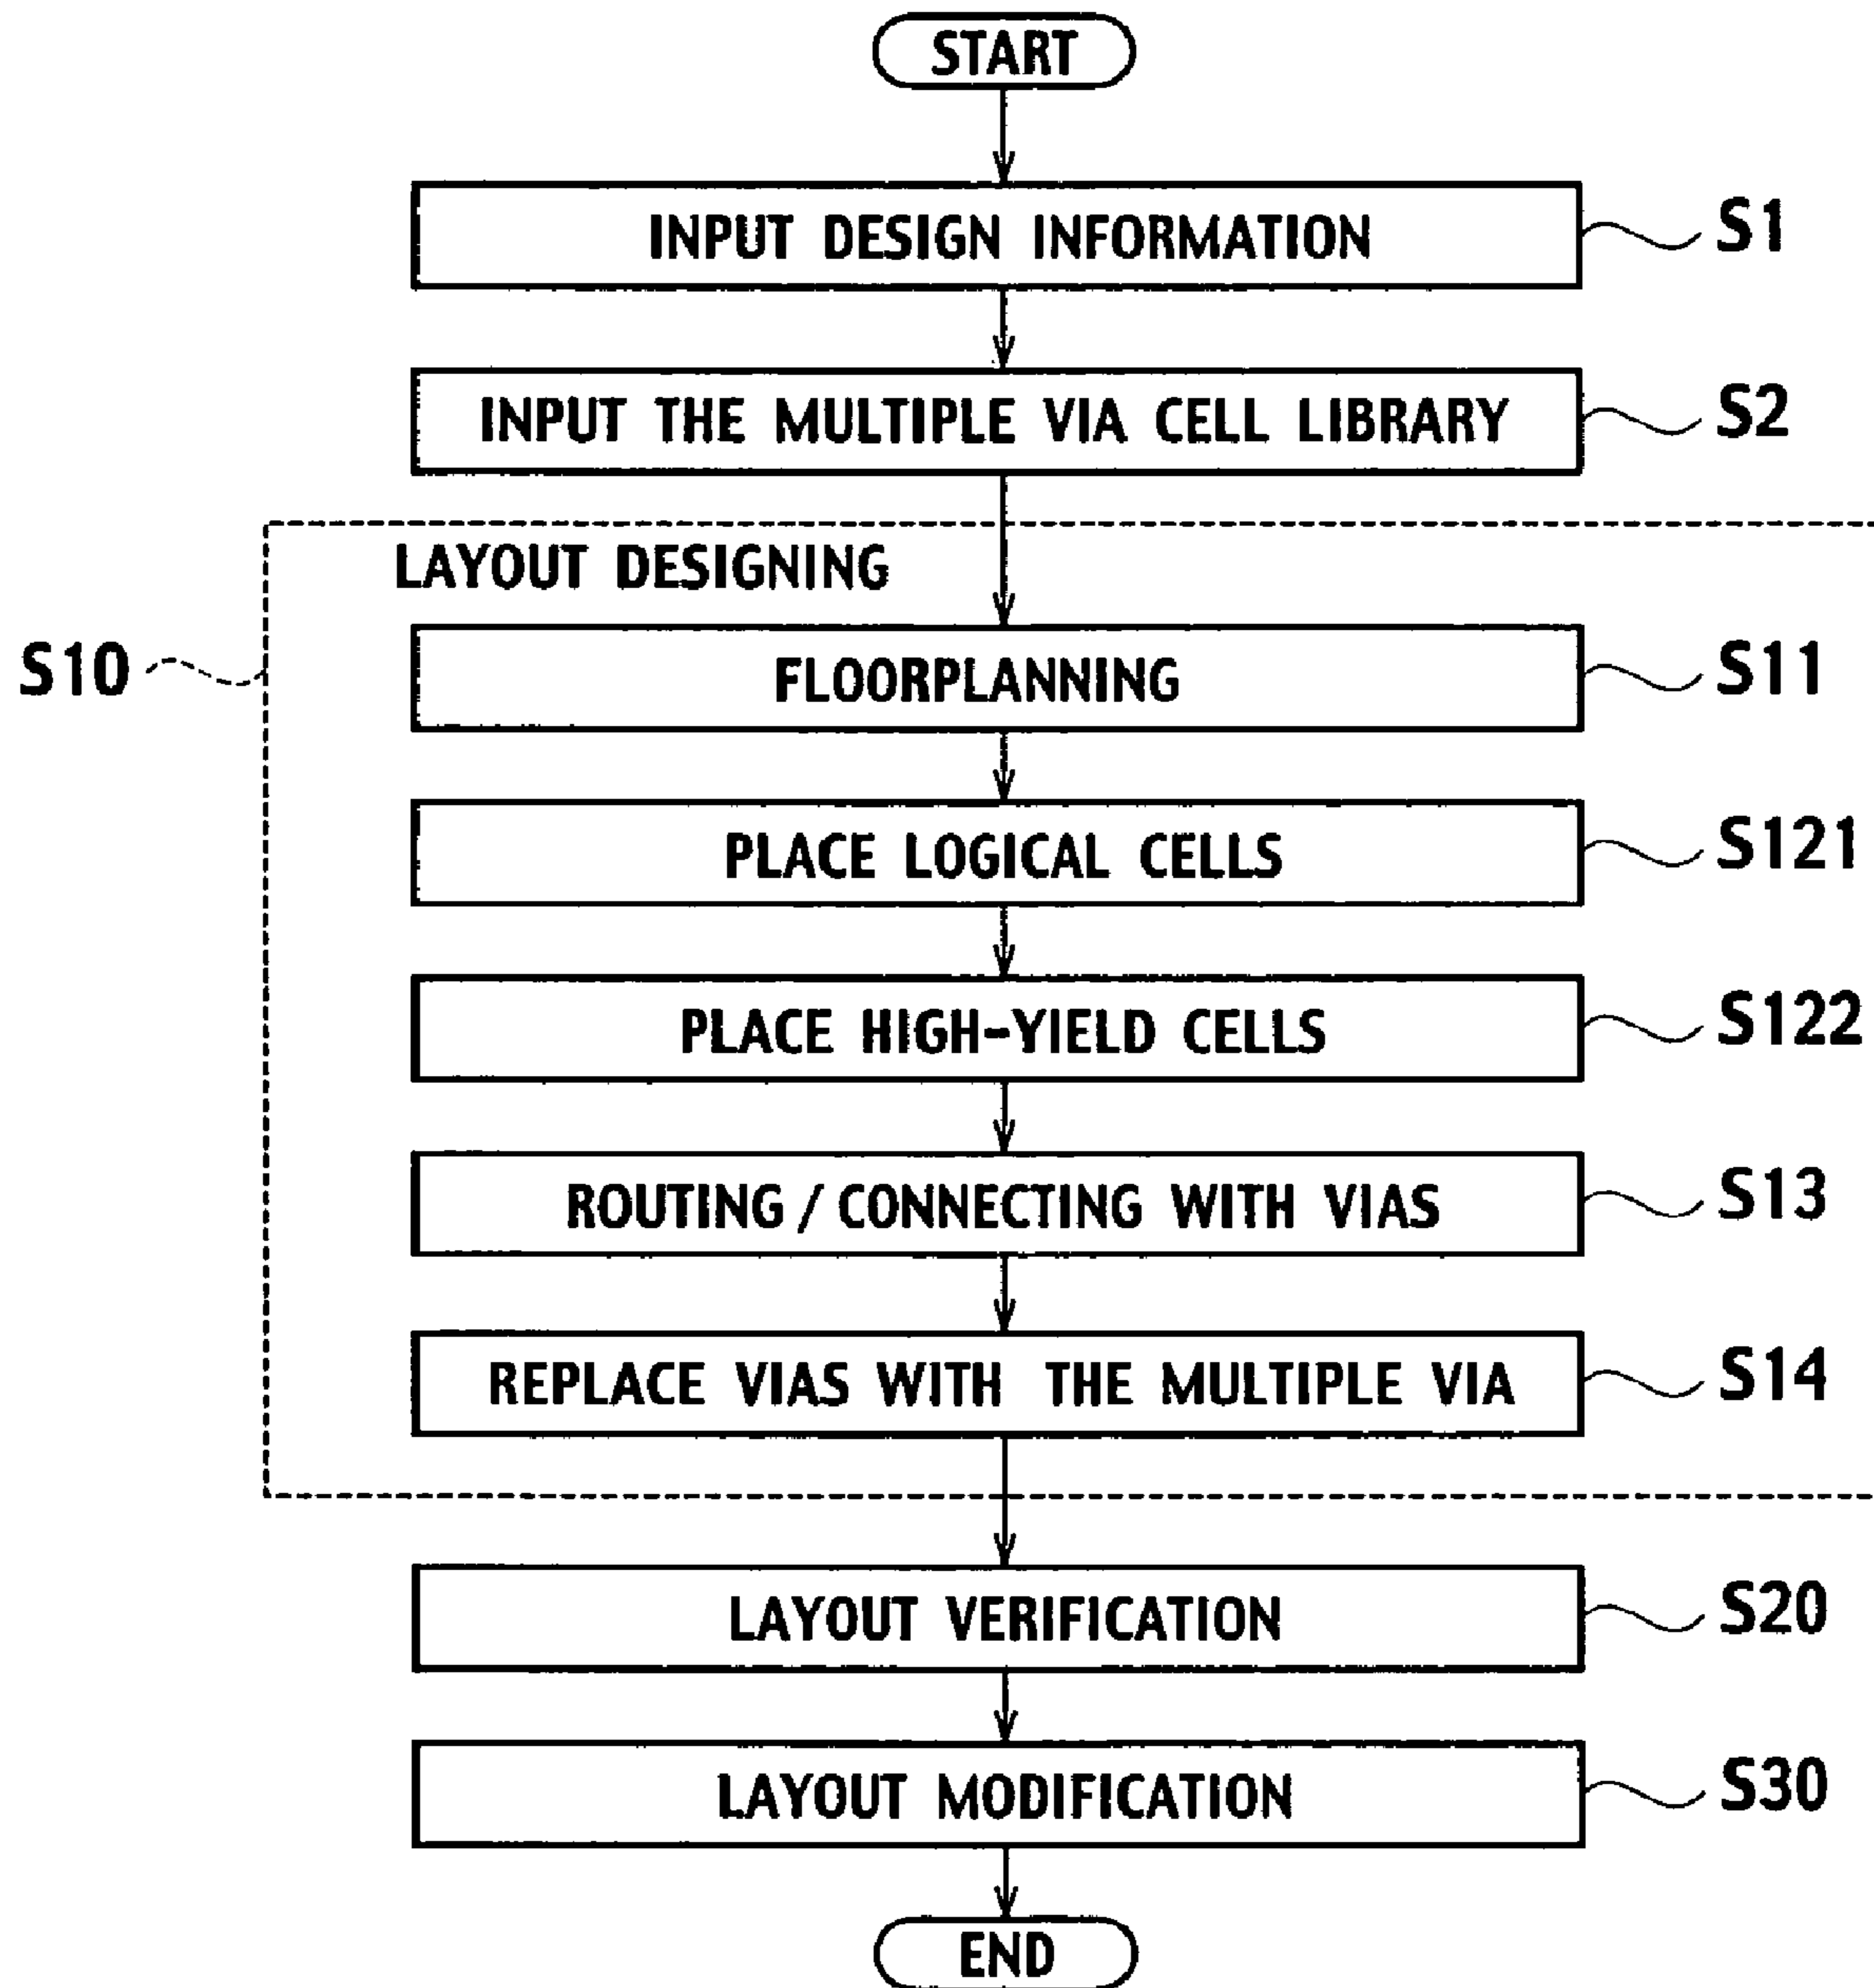 START
INPUT DESIGN INFORMATION S1
INPUT THE MULTIPLE VIA CELL LIBRARY S2
LAYOUT DESIGNING
S10
FLOORPLANNING S11
PLACE LOGICAL CELLS S121
PLACE HIGH-YIELD CELLS S122
ROUTING/CONNECTING WITH VIAS S13
REPLACE VIAS WITH THE MULTIPLE VIA S14
LAYOUT VERIFICATION S20
LAYOUT MODIFICATION S30
END